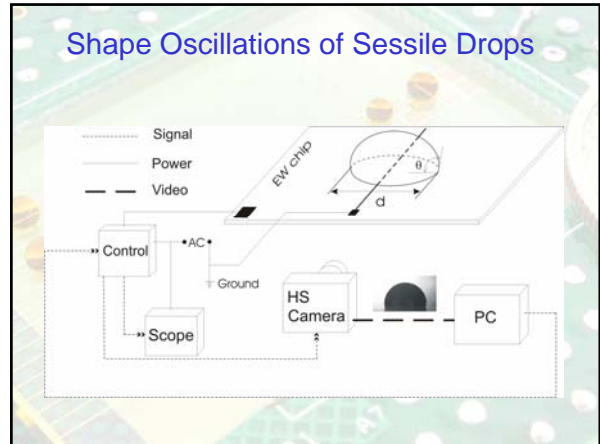 Shape Oscillations of Sessile Drops
Signal
Power
Video
EW chip
θ
d
•AC•
Control
Ground
HS
Camera
PC
Scope